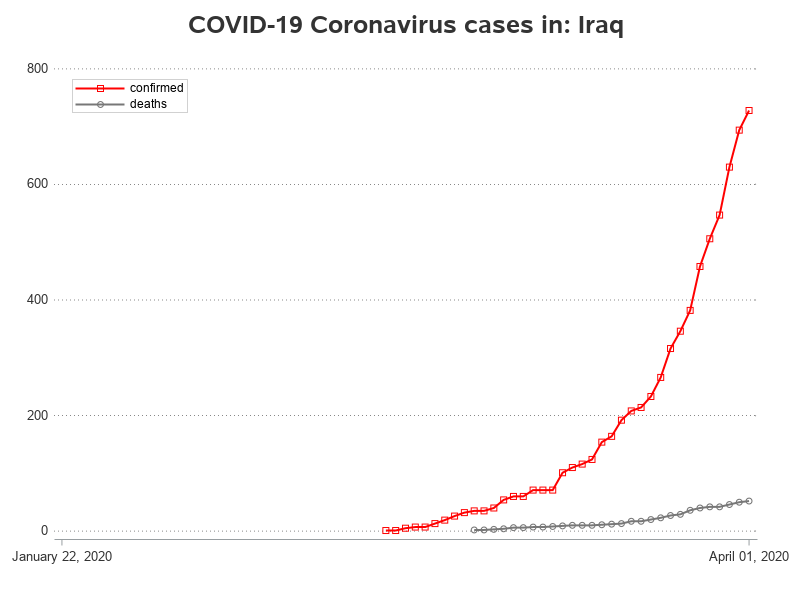 COVID-19 Coronavirus cases in: Iraq
800
confirmed
deaths
600
400
200
0
January 22, 2020
April 01, 2020